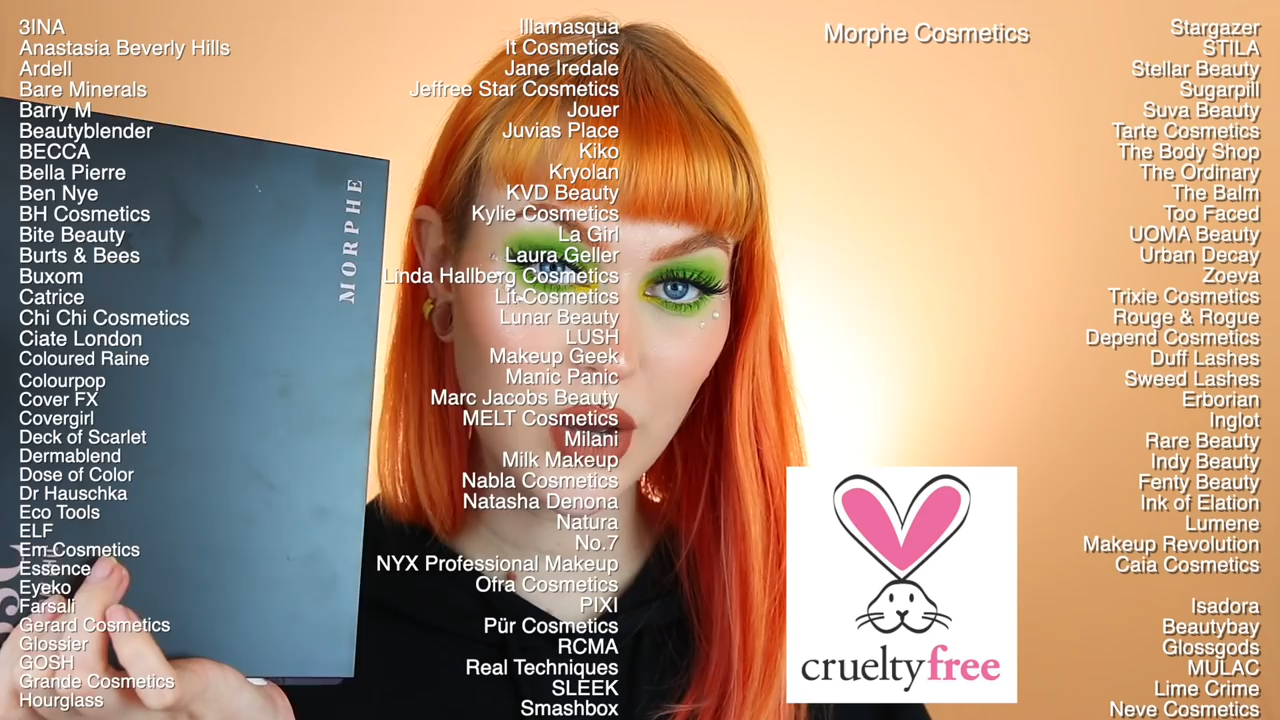 3INA
Anastasia Beverly Hills
Ardell
Bare Minerals
Barry M
Beautyblender
BECCA
Bella Pierre
Ben Nye
BH Cosmetics
Bite Beauty
Burts & Bees
Buxom
Catrice
Chi Chi Cosmetics
Ciate London
Coloured Raine
Colourpop
Cover FX
Covergirl
Deck of Scarlet
Dermablend
Dose of Color
Dr Hauschka
Eco Tools
ELF
Em Cosmetics
Essence
Eyeko
Farsali
Gerard Cosmetics
Glossier
GOSH
Grande Cosmetics
Hourglass
MORPHE
Illamasqua
It Cosmetics
Jane Iredale
Jeffree Star Cosmetics
Jouer
Juvias Place
Kiko
Kryolan
KVD Beauty
Kylie Cosmetics
La Girl
Laura Geller
Linda Hallberg Cosmetics
Lit Cosmetics
Lunar Beauty
LUSH
Makeup Geek
Manic Panic
Marc Jacobs Beauty
MELT Cosmetics
Milani
Milk Makeup
Nabla Cosmetics
Natasha Denona
Natura
No.7
NYX Professional Makeup
Ofra Cosmetics
PIXI
Pür Cosmetics
RCMA
Real Techniques
SLEEK
Smashbox
Morphe Cosmetics
crueltyfree
Stargazer
STILA
Stellar Beauty
Sugarpill
Suva Beauty
Tarte Cosmetics
The Body Shop
The Ordinary
The Balm
Too Faced
UOMA Beauty
Urban Decay
Zoeva
Trixie Cosmetics
Rouge & Rogue
Depend Cosmetics
Duff Lashes
Sweed Lashes
Erborian
Inglot
Rare Beauty
Indy Beauty
Fenty Beauty
Ink of Elation
Lumene
Makeup Revolution
Caia Cosmetics
Isadora
Beautybay
Glossgods
MULAC
Lime Crime
Neve Cosmetics